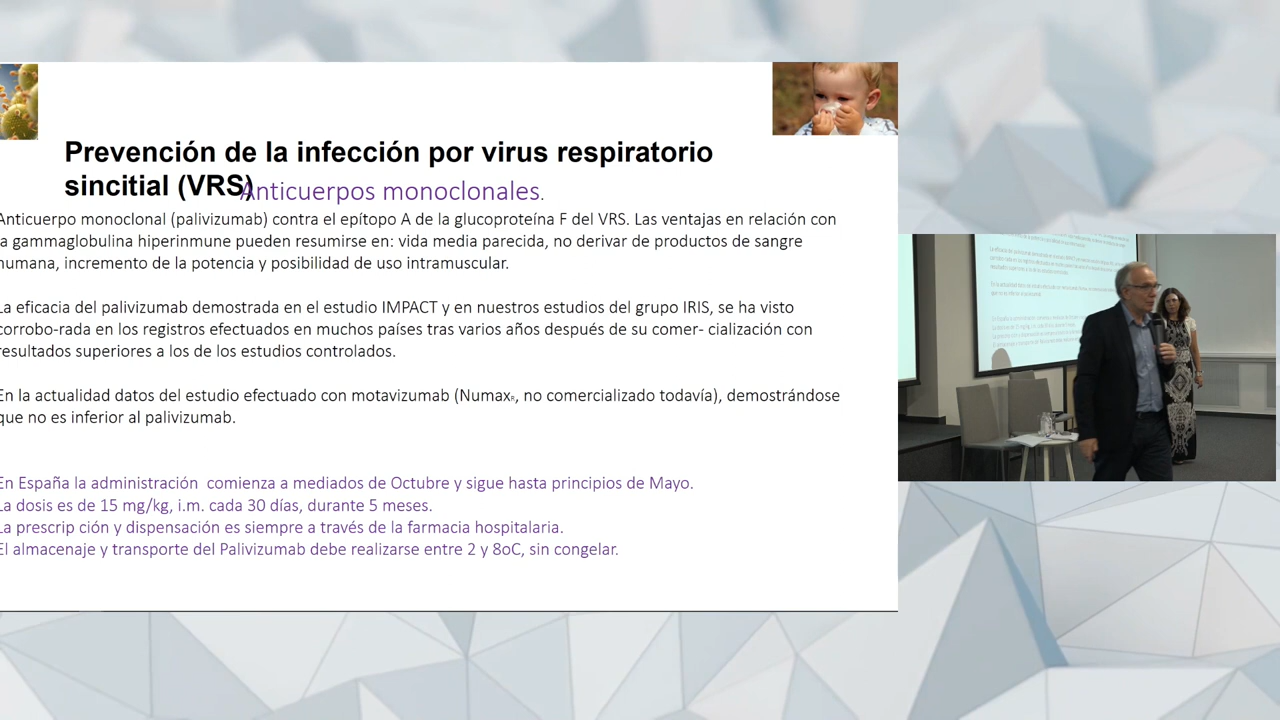 Prevención de la infección por virus respiratorio
sincitial (VRS)
Anticuerpos monoclonales.
Anticuerpo monoclonal (palivizumab) contra el epítopo A de la glucoproteína F del VRS. Las ventajas en relación con
la gammaglobulina hiperinmune pueden resumirse en: vida media parecida, no derivar de productos de sangre
humana, incremento de la potencia y posibilidad de uso intramuscular.
La eficacia del palivizumab demostrada en el estudio IMPACT y en nuestros estudios del grupo IRIS, se ha visto
corrobo-rada en los registros efectuados en muchos países tras varios años después de su comer- cialización con
resultados superiores a los de los estudios controlados.
En la actualidad datos del estudio efectuado con motavizumab (Numax, no comercializado todavía), demostrándose
que no es inferior al palivizumab.
En España la administración comienza a mediados de Octubre y sigue hasta principios de Mayo.
La dosis es de 15 mg/kg, i.m. cada 30 días, durante 5 meses.
La prescrip ción y dispensación es siempre a través de la farmacia hospitalaria.
El almacenaje y transporte del Palivizumab debe realizarse entre 2 y 8oC, sin congelar.